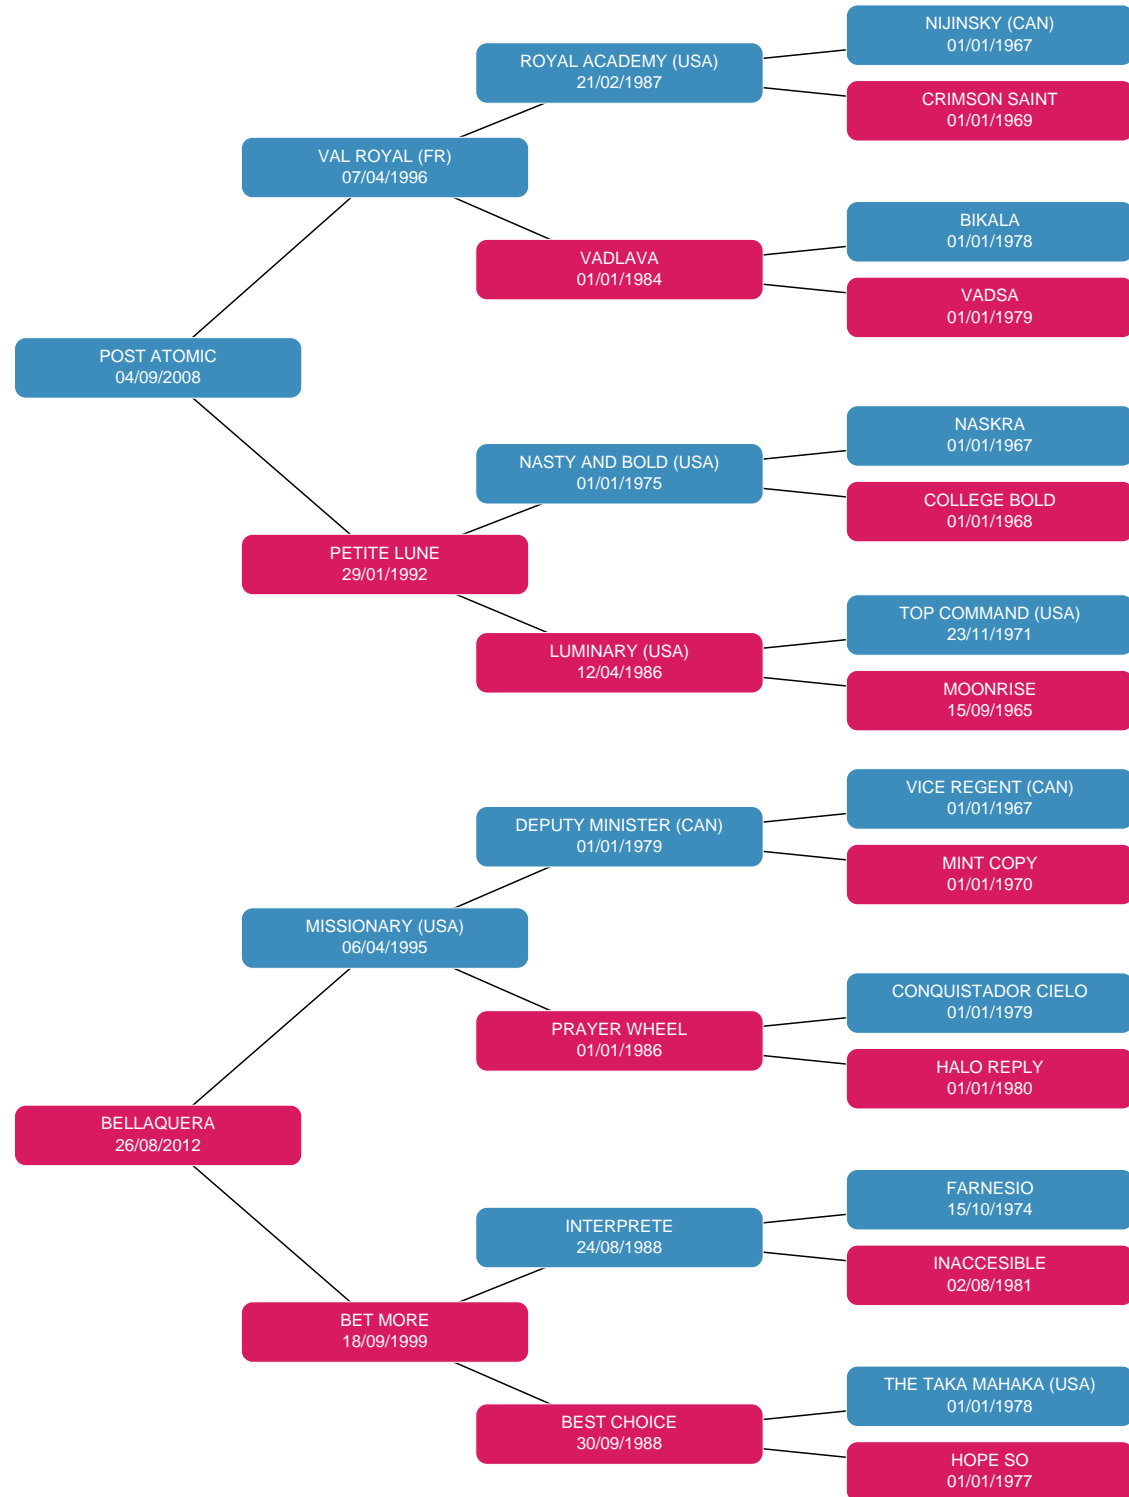 NIJINSKY (CAN)
01/01/1967
ROYAL ACADEMY (USA)
21/02/1987
CRIMSON SAINT
01/01/1969
VAL ROYAL (FR)
07/04/1996
BIKALA
01/01/1978
VADLAVA
01/01/1984
VADSA
01/01/1979
POST ATOMIC
04/09/2008
NASKRA
01/01/1967
NASTY AND BOLD (USA)
01/01/1975
COLLEGE BOLD
01/01/1968
PETITE LUNE
29/01/1992
TOP COMMAND (USA)
23/11/1971
LUMINARY (USA)
12/04/1986
MOONRISE
15/09/1965
VICE REGENT (CAN)
01/01/1967
DEPUTY MINISTER (CAN)
01/01/1979
MINT COPY
01/01/1970
MISSIONARY (USA)
06/04/1995
CONQUISTADOR CIELO
01/01/1979
PRAYER WHEEL
01/01/1986
HALO REPLY
01/01/1980
BELLAQUERA
26/08/2012
FARNESIO
15/10/1974
INTERPRETE
24/08/1988
INACCESIBLE
02/08/1981
BET MORE
18/09/1999
THE TAKA MAHAKA (USA)
01/01/1978
BEST CHOICE
30/09/1988
HOPE SO
01/01/1977